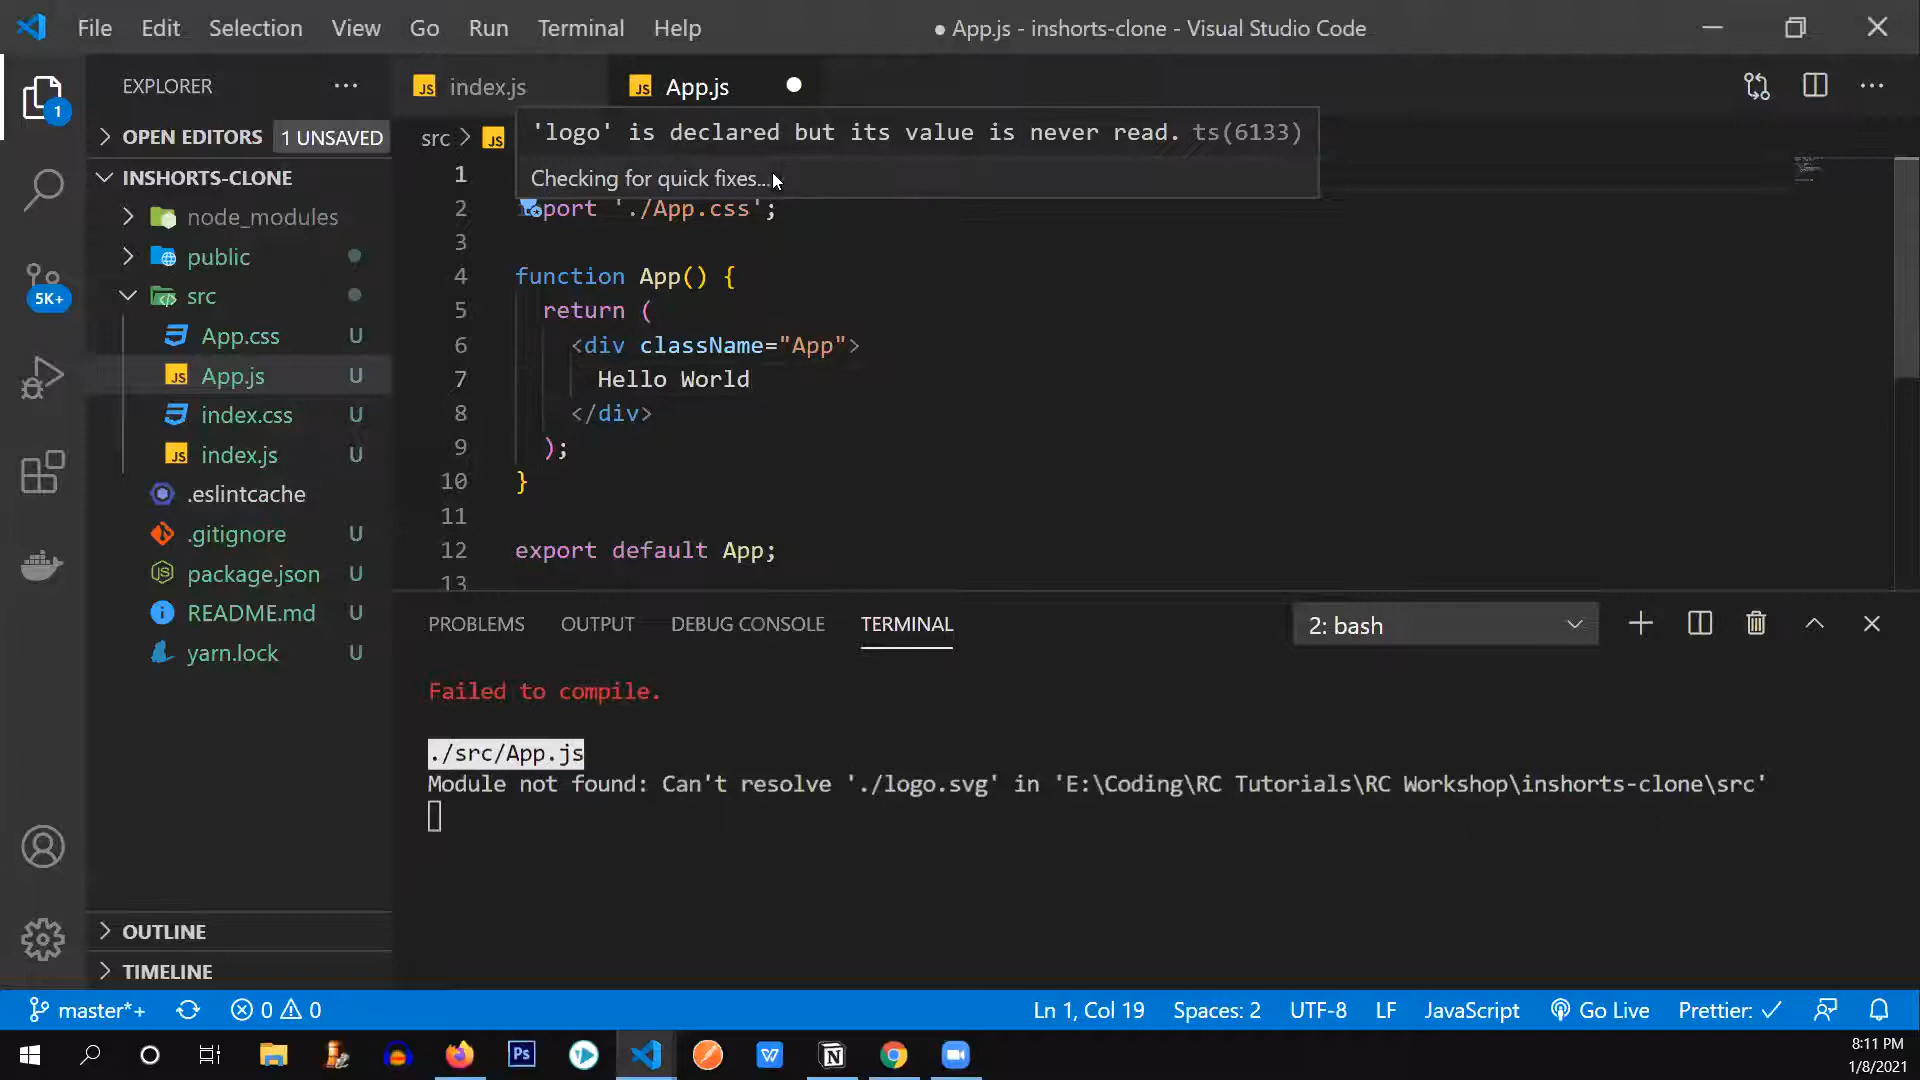 File Edit Selection View Go Run Terminal Help
● App.js - inshorts-clone - Visual Studio Code
EXPLORER
OPEN EDITORS 1 UNSAVED
INSHORTS-CLONE
node_modules
public
src
App.css U
App.js U
index.css U
index.js U
.eslintcache
.gitignore U
package.json U
README.md U
yarn.lock U
OUTLINE
TIMELINE
1
5K+
JS index.js
JS App.js
src > JS
'logo' is declared but its value is never read. ts(6133)
Checking for quick fixes...
1
2 import './App.css';
3
4 function App() {
5 return (
6 <div className="App">
7 Hello World
8 </div>
9 );
10 }
11
12 export default App;
13
PROBLEMS OUTPUT DEBUG CONSOLE TERMINAL
2: bash
Failed to compile.
./src/App.js
Module not found: Can't resolve './logo.svg' in 'E:\Coding\RC Tutorials\RC Workshop\inshorts-clone\src'
master*+ 0 0
Ln 1, Col 19 Spaces: 2 UTF-8 LF JavaScript Go Live Prettier: ✓
Ps
8:11 PM
1/8/2021